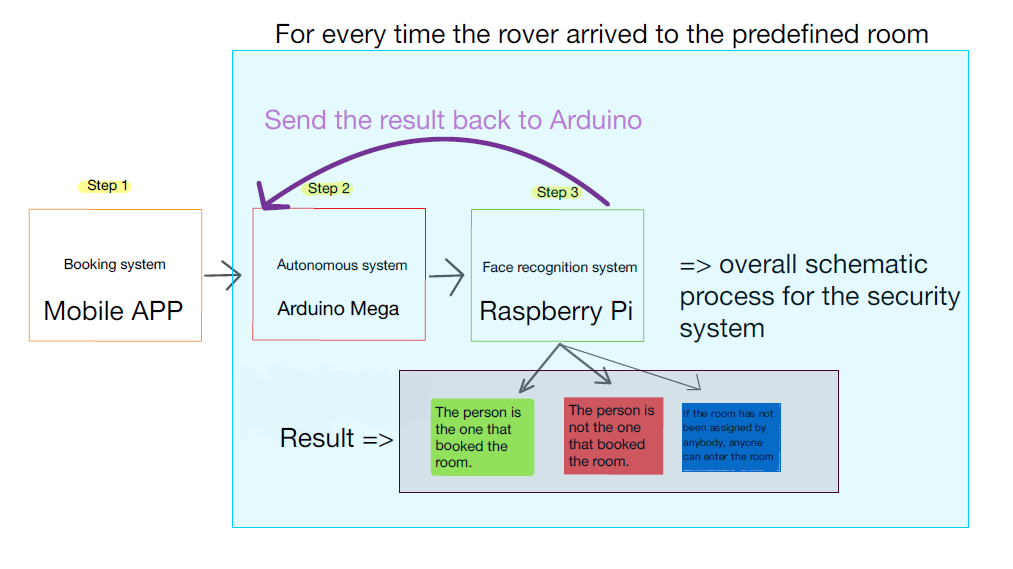 For every time the rover arrived to the predefined room
Send the result back to Arduino
Step 1
Step 2
Step 3
Booking system
Mobile APP
Autonomous system
Arduino Mega
Face recognition system
Raspberry Pi
=> overall schematic
process for the security
system
Result =>
The person is
the one that
booked the
room.
The person is
not the one
that booked
the room.
If the room has not
been assigned by
anybody, anyone
can enter the room